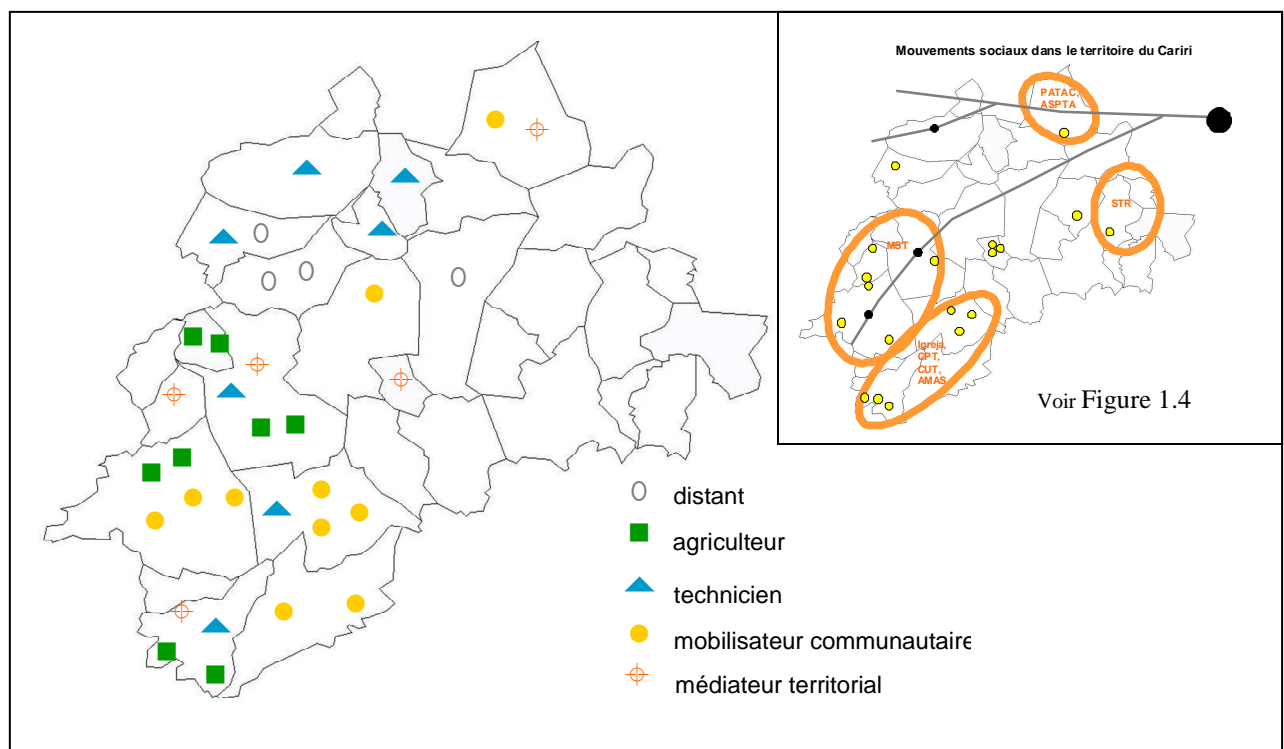 Mouvements sociaux dans le territoire du Cariri
PATAC,
ASPTA
STR
MST
Igreja,
CPT,
CUT,
AMAS
Voir Figure 1.4
distant
agriculteur
technicien
mobilisateur communautaire
médiateur territorial